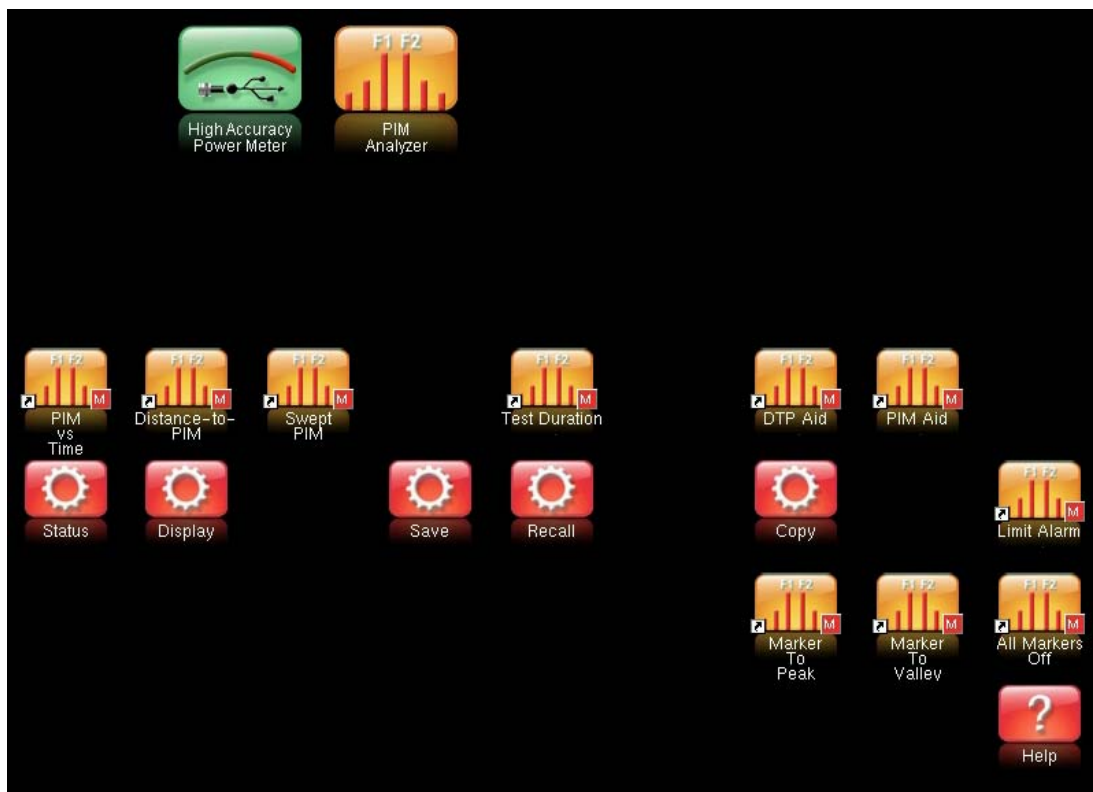 High Accuracy
Power Meter
F1 F2
PIM
Analyzer
F1 F2
M
PIM
vs
Time
F1 F2
M
Distance-to-
PIM
F1 F2
M
Swept
PIM
F1 F2
M
Test Duration
F1 F2
M
DTP Aid
F1 F2
M
PIM Aid
Status
Display
Save
Recall
Copy
F1 F2
M
Limit Alarm
F1 F2
M
Marker
To
Peak
F1 F2
M
Marker
To
Valley
F1 F2
M
All Markers
Off
?
Help